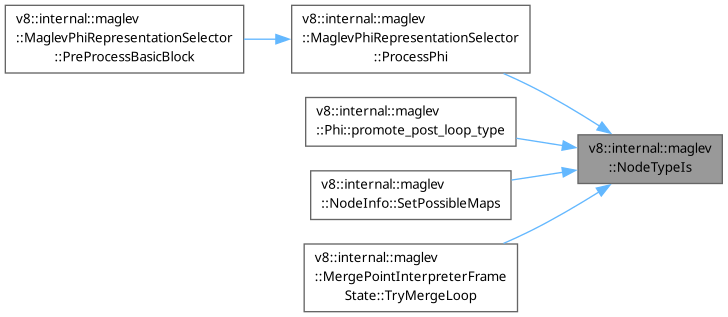 v8::internal::maglev
::MaglevPhiRepresentationSelector
::PreProcessBasicBlock
v8::internal::maglev
::MaglevPhiRepresentationSelector
::ProcessPhi
v8::internal::maglev
::Phi::promote_post_loop_type
v8::internal::maglev
::NodeInfo::SetPossibleMaps
v8::internal::maglev
::MergePointInterpreterFrame
State::TryMergeLoop
v8::internal::maglev
::NodeTypeIs